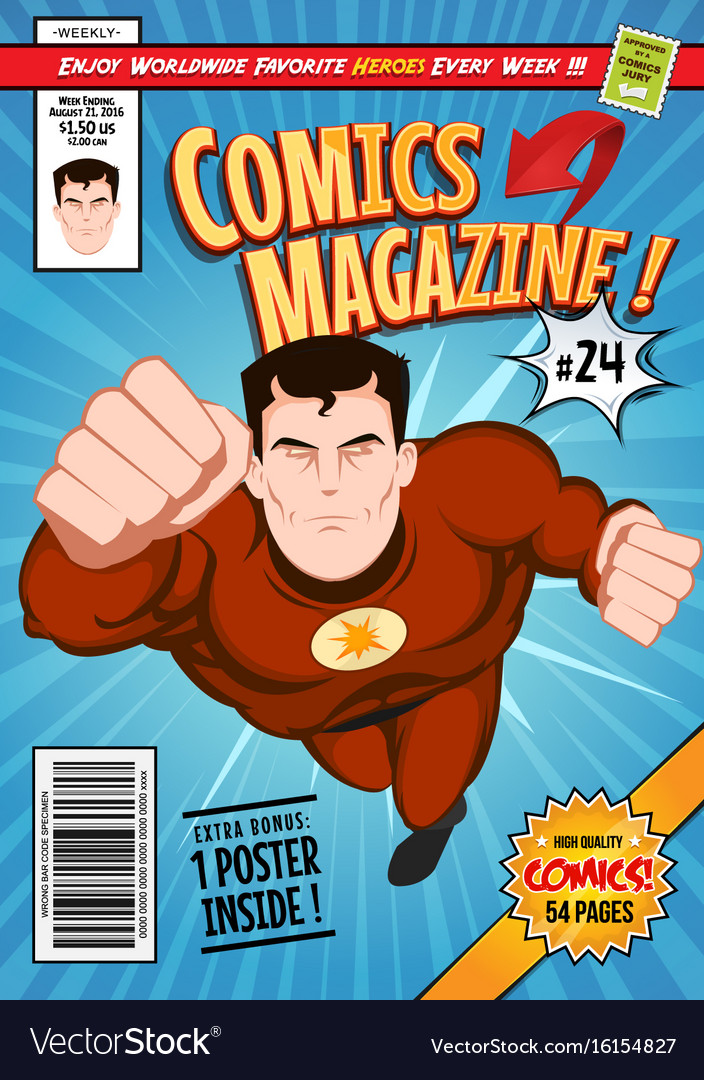 -WEEKLY-
Enjoy Worldwide Favorite Heroes Every Week !!!
APPROVED
BY A
COMICS
JURY
Week Ending
August 21, 2016
$1.50 US
$2.00 CAN
COMICS
MAGAZINE !
#24
WRONG BAR CODE SPECIMEN
0000 0000 0000 0000 0000 0000 xxxx
EXTRA BONUS:
1 POSTER
INSIDE !
HIGH QUALITY
COMICS!
54 PAGES
VectorStock®
VectorStock.com/16154827